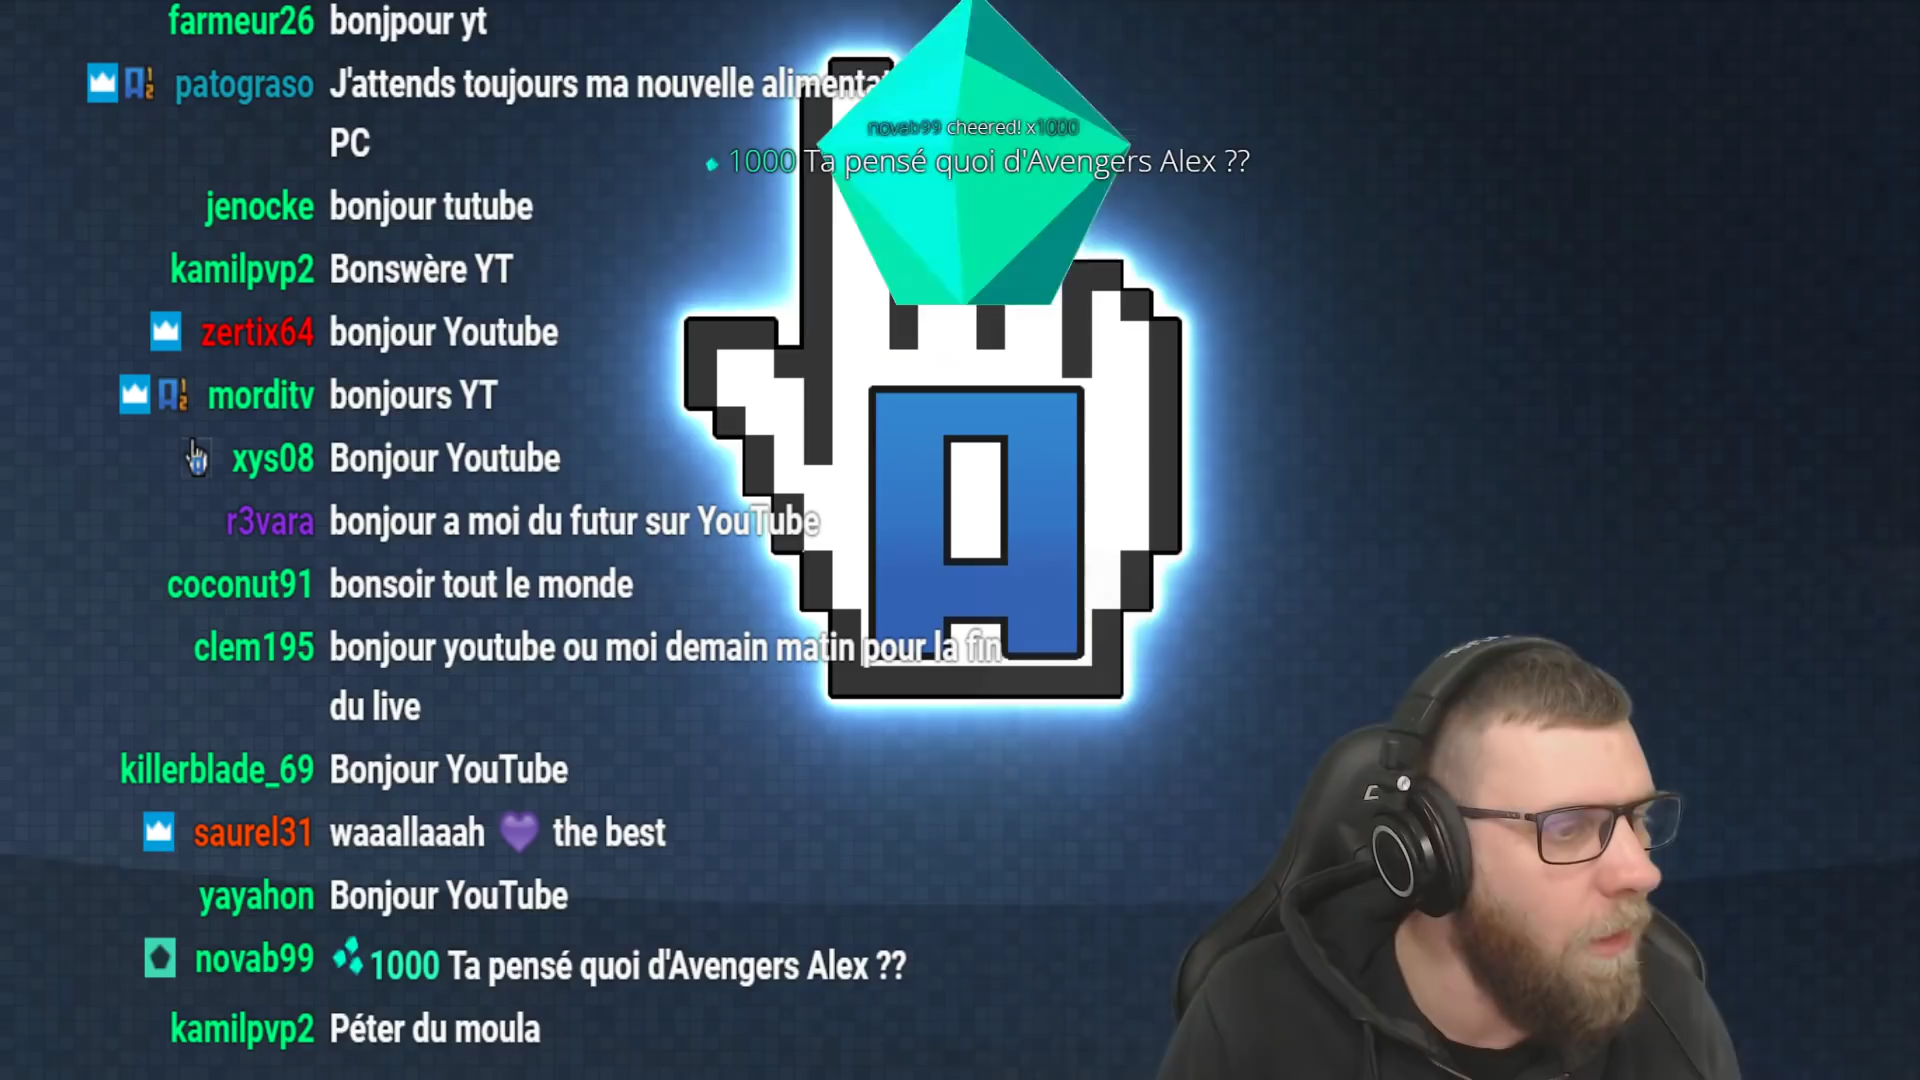 farmeur26 bonjpour yt
patograso J'attends toujours ma nouvelle alimentat
PC
novab99 cheered! x1000
1000 Ta pensé quoi d'Avengers Alex ??
jenocke bonjour tutube
kamilpvp2 Bonswère YT
zertix64 bonjour Youtube
morditv bonjours YT
xys08 Bonjour Youtube
r3vara bonjour a moi du futur sur YouTube
coconut91 bonsoir tout le monde
clem195 bonjour youtube ou moi demain matin pour la fin
du live
killerblade_69 Bonjour YouTube
saurel31 waaallaaah 💜 the best
yayahon Bonjour YouTube
novab99 1000 Ta pensé quoi d'Avengers Alex ??
kamilpvp2 Péter du moula
A